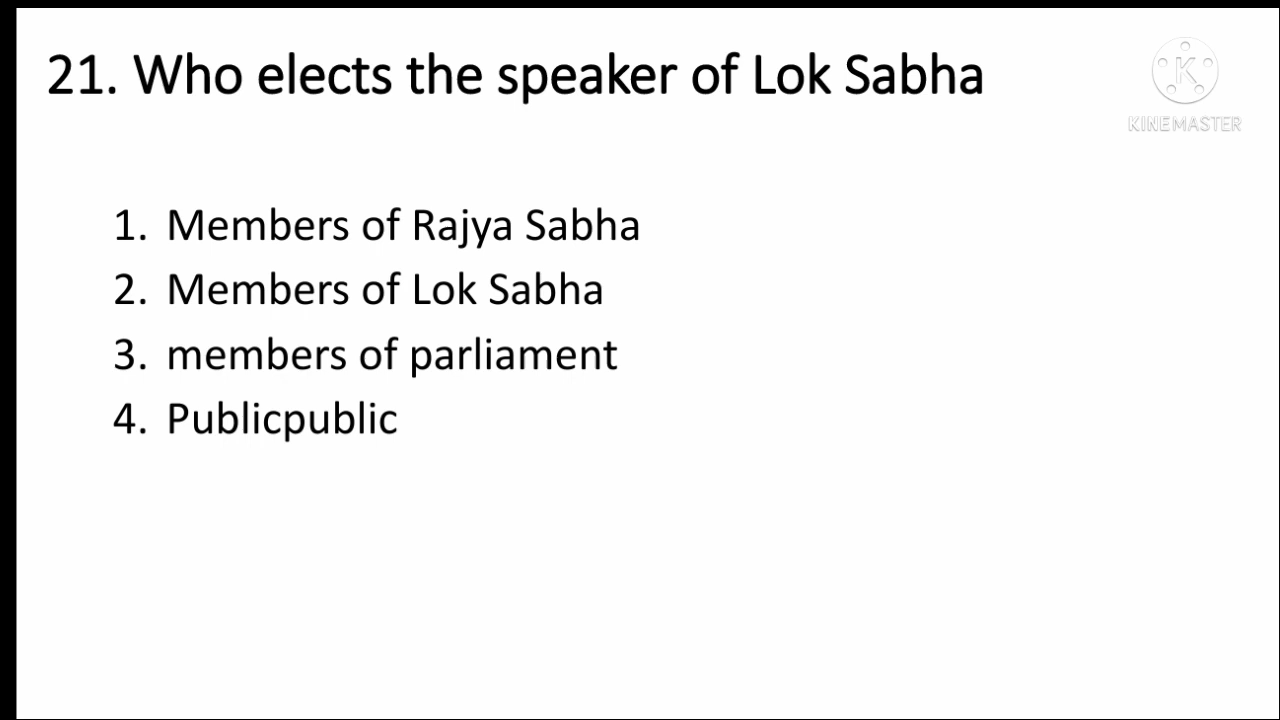 21. Who elects the speaker of Lok Sabha
KINEMASTER
1. Members of Rajya Sabha
2. Members of Lok Sabha
3. members of parliament
4. Publicpublic